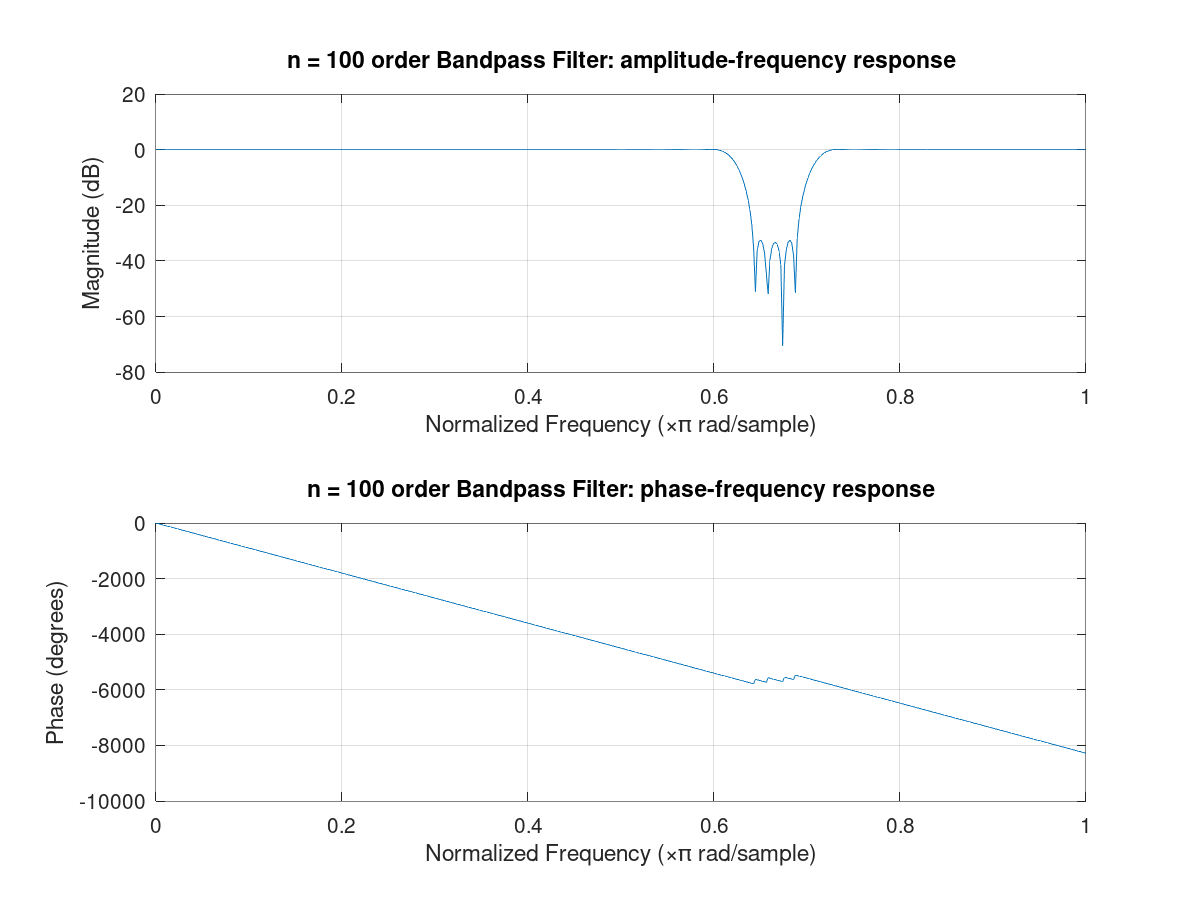 n = 100 order Bandpass Filter: amplitude-frequency response
20
0
-20
-40
-60
-80
Magnitude (dB)
0 0.2 0.4 0.6 0.8 1
Normalized Frequency (×π rad/sample)
n = 100 order Bandpass Filter: phase-frequency response
0
-2000
-4000
-6000
-8000
-10000
Phase (degrees)
0 0.2 0.4 0.6 0.8 1
Normalized Frequency (×π rad/sample)